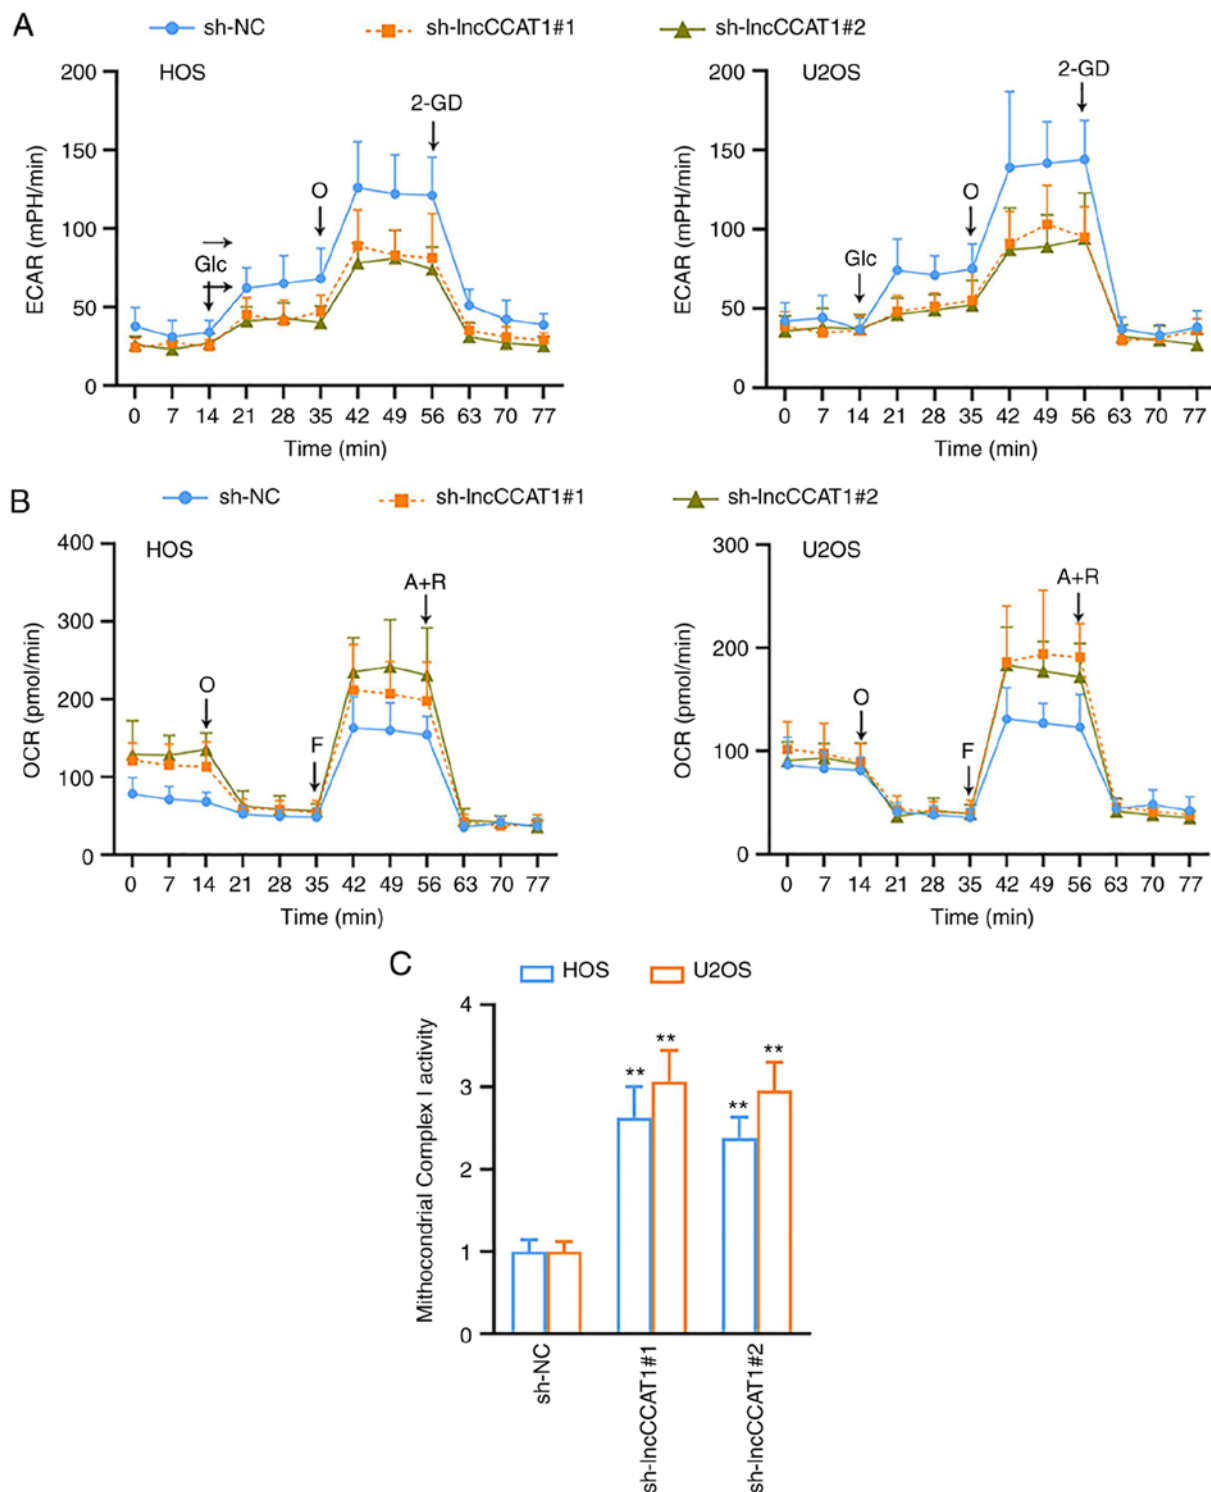 A
sh-NC sh-lncCCAT1#1 sh-lncCCAT1#2
HOS
ECAR (mPH/min)
200
150
100
50
0
Glc
O
2-GD
0 7 14 21 28 35 42 49 56 63 70 77
Time (min)
U2OS
ECAR (mPH/min)
200
150
100
50
0
Glc
O
2-GD
0 7 14 21 28 35 42 49 56 63 70 77
Time (min)
B
sh-NC sh-lncCCAT1#1 sh-lncCCAT1#2
HOS
OCR (pmol/min)
400
300
200
100
0
O
F
A+R
0 7 14 21 28 35 42 49 56 63 70 77
Time (min)
U2OS
OCR (pmol/min)
300
200
100
0
O
F
A+R
0 7 14 21 28 35 42 49 56 63 70 77
Time (min)
C
HOS U2OS
Mithocondrial Complex I activity
4
3
2
1
0
** **
** **
sh-NC
sh-lncCCAT1#1
sh-lncCCAT1#2